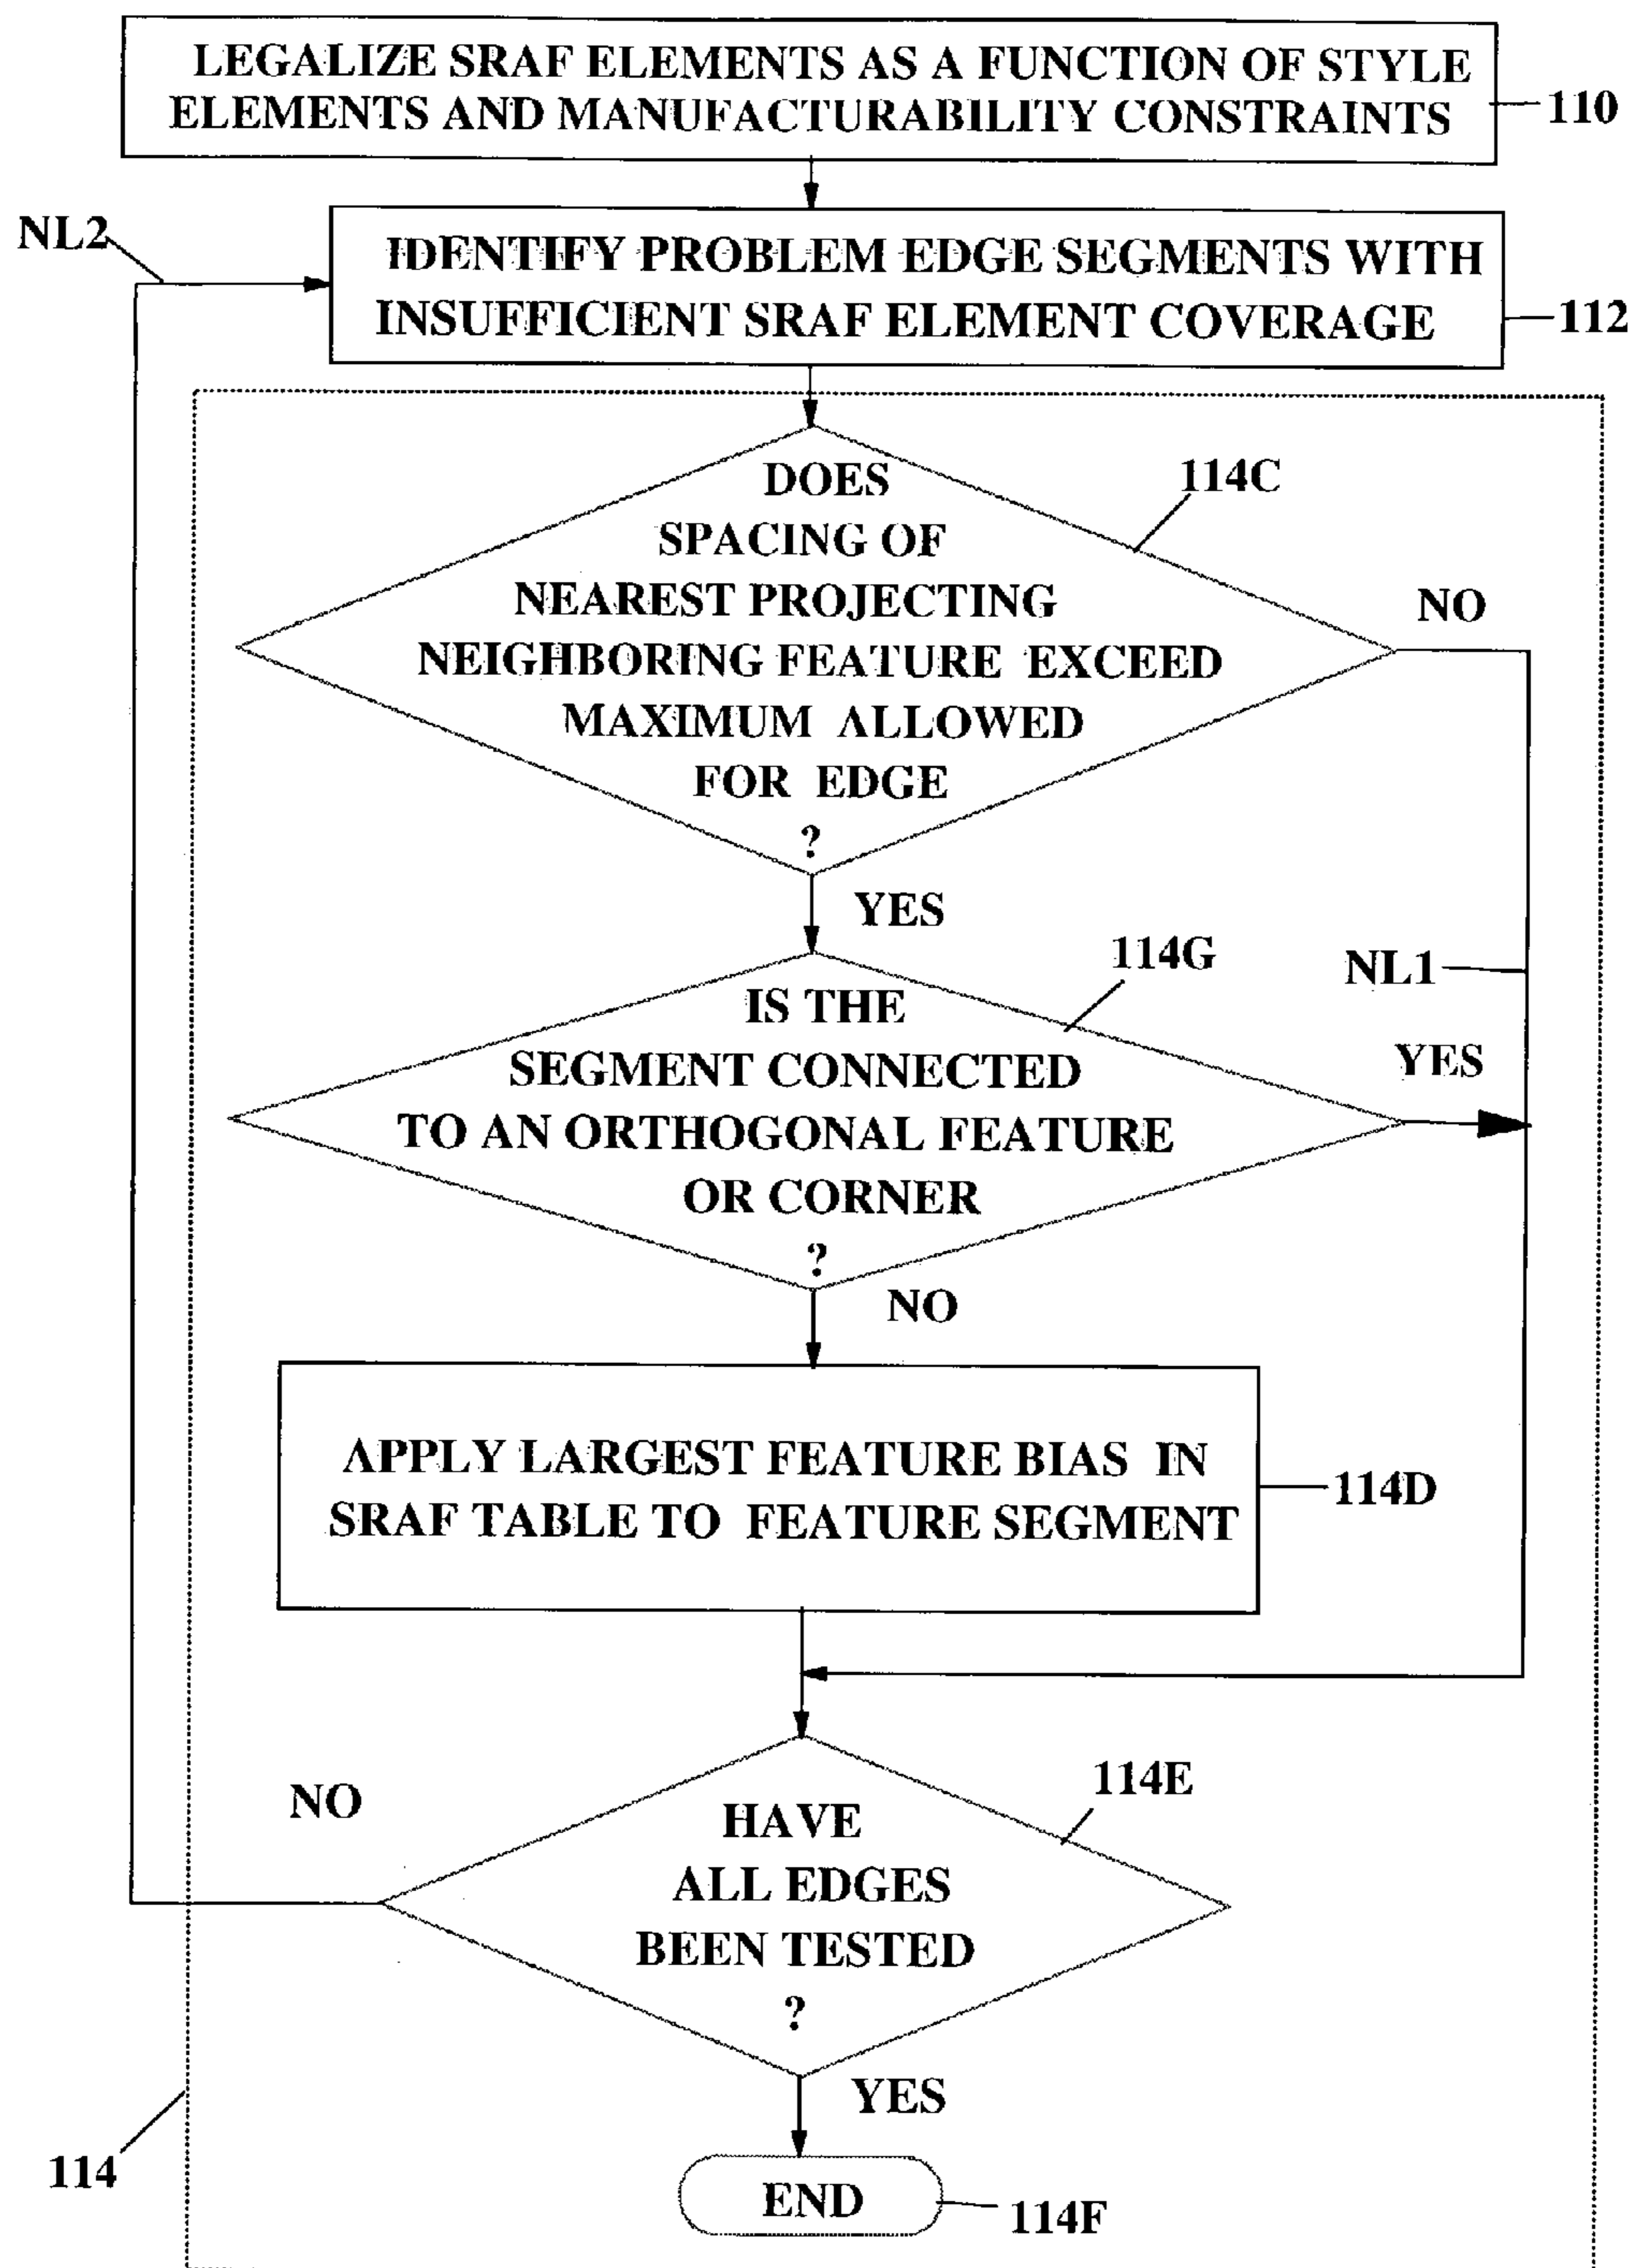 LEGALIZE SRAF ELEMENTS AS A FUNCTION OF STYLE
ELEMENTS AND MANUFACTURABILITY CONSTRAINTS
110
NL2
IDENTIFY PROBLEM EDGE SEGMENTS WITH
INSUFFICIENT SRAF ELEMENT COVERAGE
112
DOES
SPACING OF
NEAREST PROJECTING
NEIGHBORING FEATURE EXCEED
MAXIMUM ALLOWED
FOR EDGE
?
114C
NO
YES
114G
NL1
IS THE
SEGMENT CONNECTED
TO AN ORTHOGONAL FEATURE
OR CORNER
?
YES
NO
APPLY LARGEST FEATURE BIAS IN
SRAF TABLE TO FEATURE SEGMENT
114D
NO
114E
HAVE
ALL EDGES
BEEN TESTED
?
YES
114
END
114F